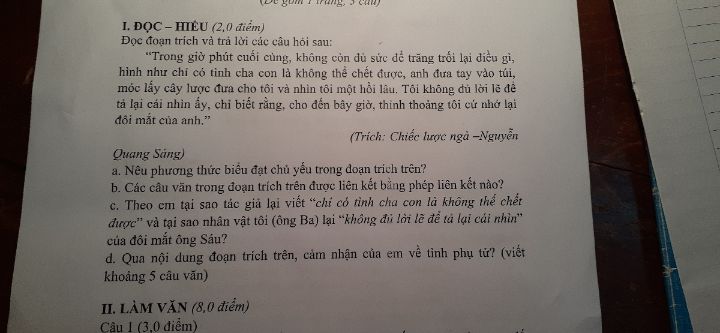 (Đề gồm 1 trang, 3 câu)
I. ĐỌC – HIỂU (2,0 điểm)
Đọc đoạn trích và trả lời các câu hỏi sau:
“Trong giờ phút cuối cùng, không còn đủ sức để trăng trối lại điều gì,
hình như chỉ có tình cha con là không thể chết được, anh đưa tay vào túi,
móc lấy cây lược đưa cho tôi và nhìn tôi một hồi lâu. Tôi không đủ lời lẽ để
tả lại cái nhìn ấy, chỉ biết rằng, cho đến bây giờ, thỉnh thoảng tôi cứ nhớ lại
đôi mắt của anh.”
(Trích: Chiếc lược ngà –Nguyễn
Quang Sáng)
a. Nêu phương thức biểu đạt chủ yếu trong đoạn trích trên?
b. Các câu văn trong đoạn trích trên được liên kết bằng phép liên kết nào?
c. Theo em tại sao tác giả lại viết “chỉ có tình cha con là không thể chết
được” và tại sao nhân vật tôi (ông Ba) lại “không đủ lời lẽ để tả lại cái nhìn”
của đôi mắt ông Sáu?
d. Qua nội dung đoạn trích trên, cảm nhận của em về tình phụ tử? (viết
khoảng 5 câu văn)
II. LÀM VĂN (8,0 điểm)
Câu 1 (3,0 điểm)